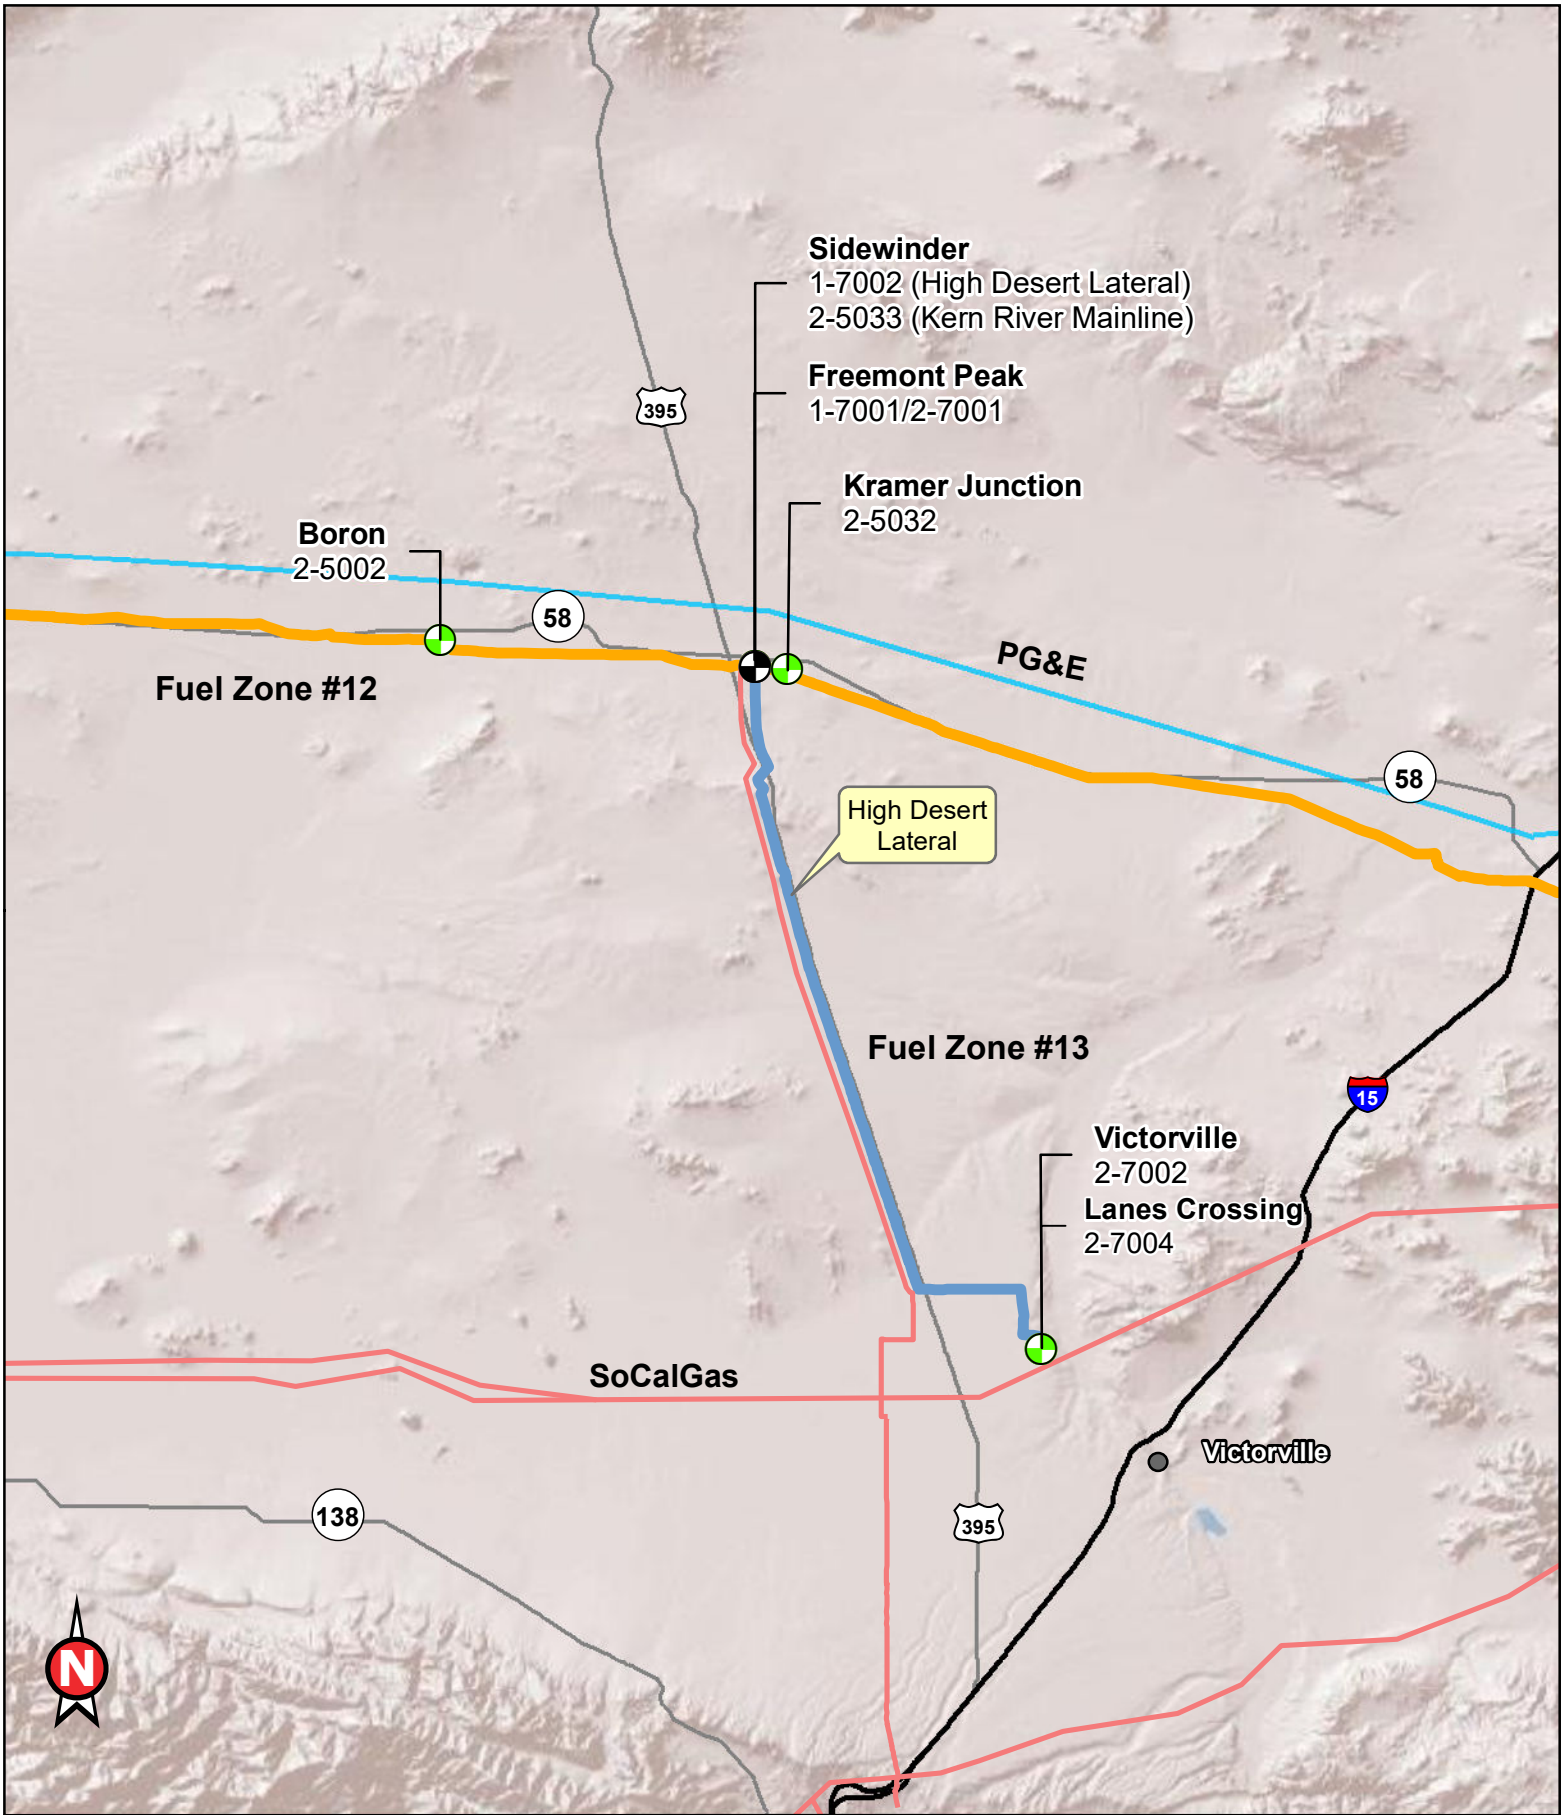 Sidewinder
1-7002 (High Desert Lateral)
2-5033 (Kern River Mainline)
Freemont Peak
1-7001/2-7001
395
Kramer Junction
2-5032
Boron
2-5002
58
PG&E
Fuel Zone #12
58
High Desert
Lateral
Fuel Zone #13
15
Victorville
2-7002
Lanes Crossing
2-7004
SoCalGas
Victorville
138
395
N